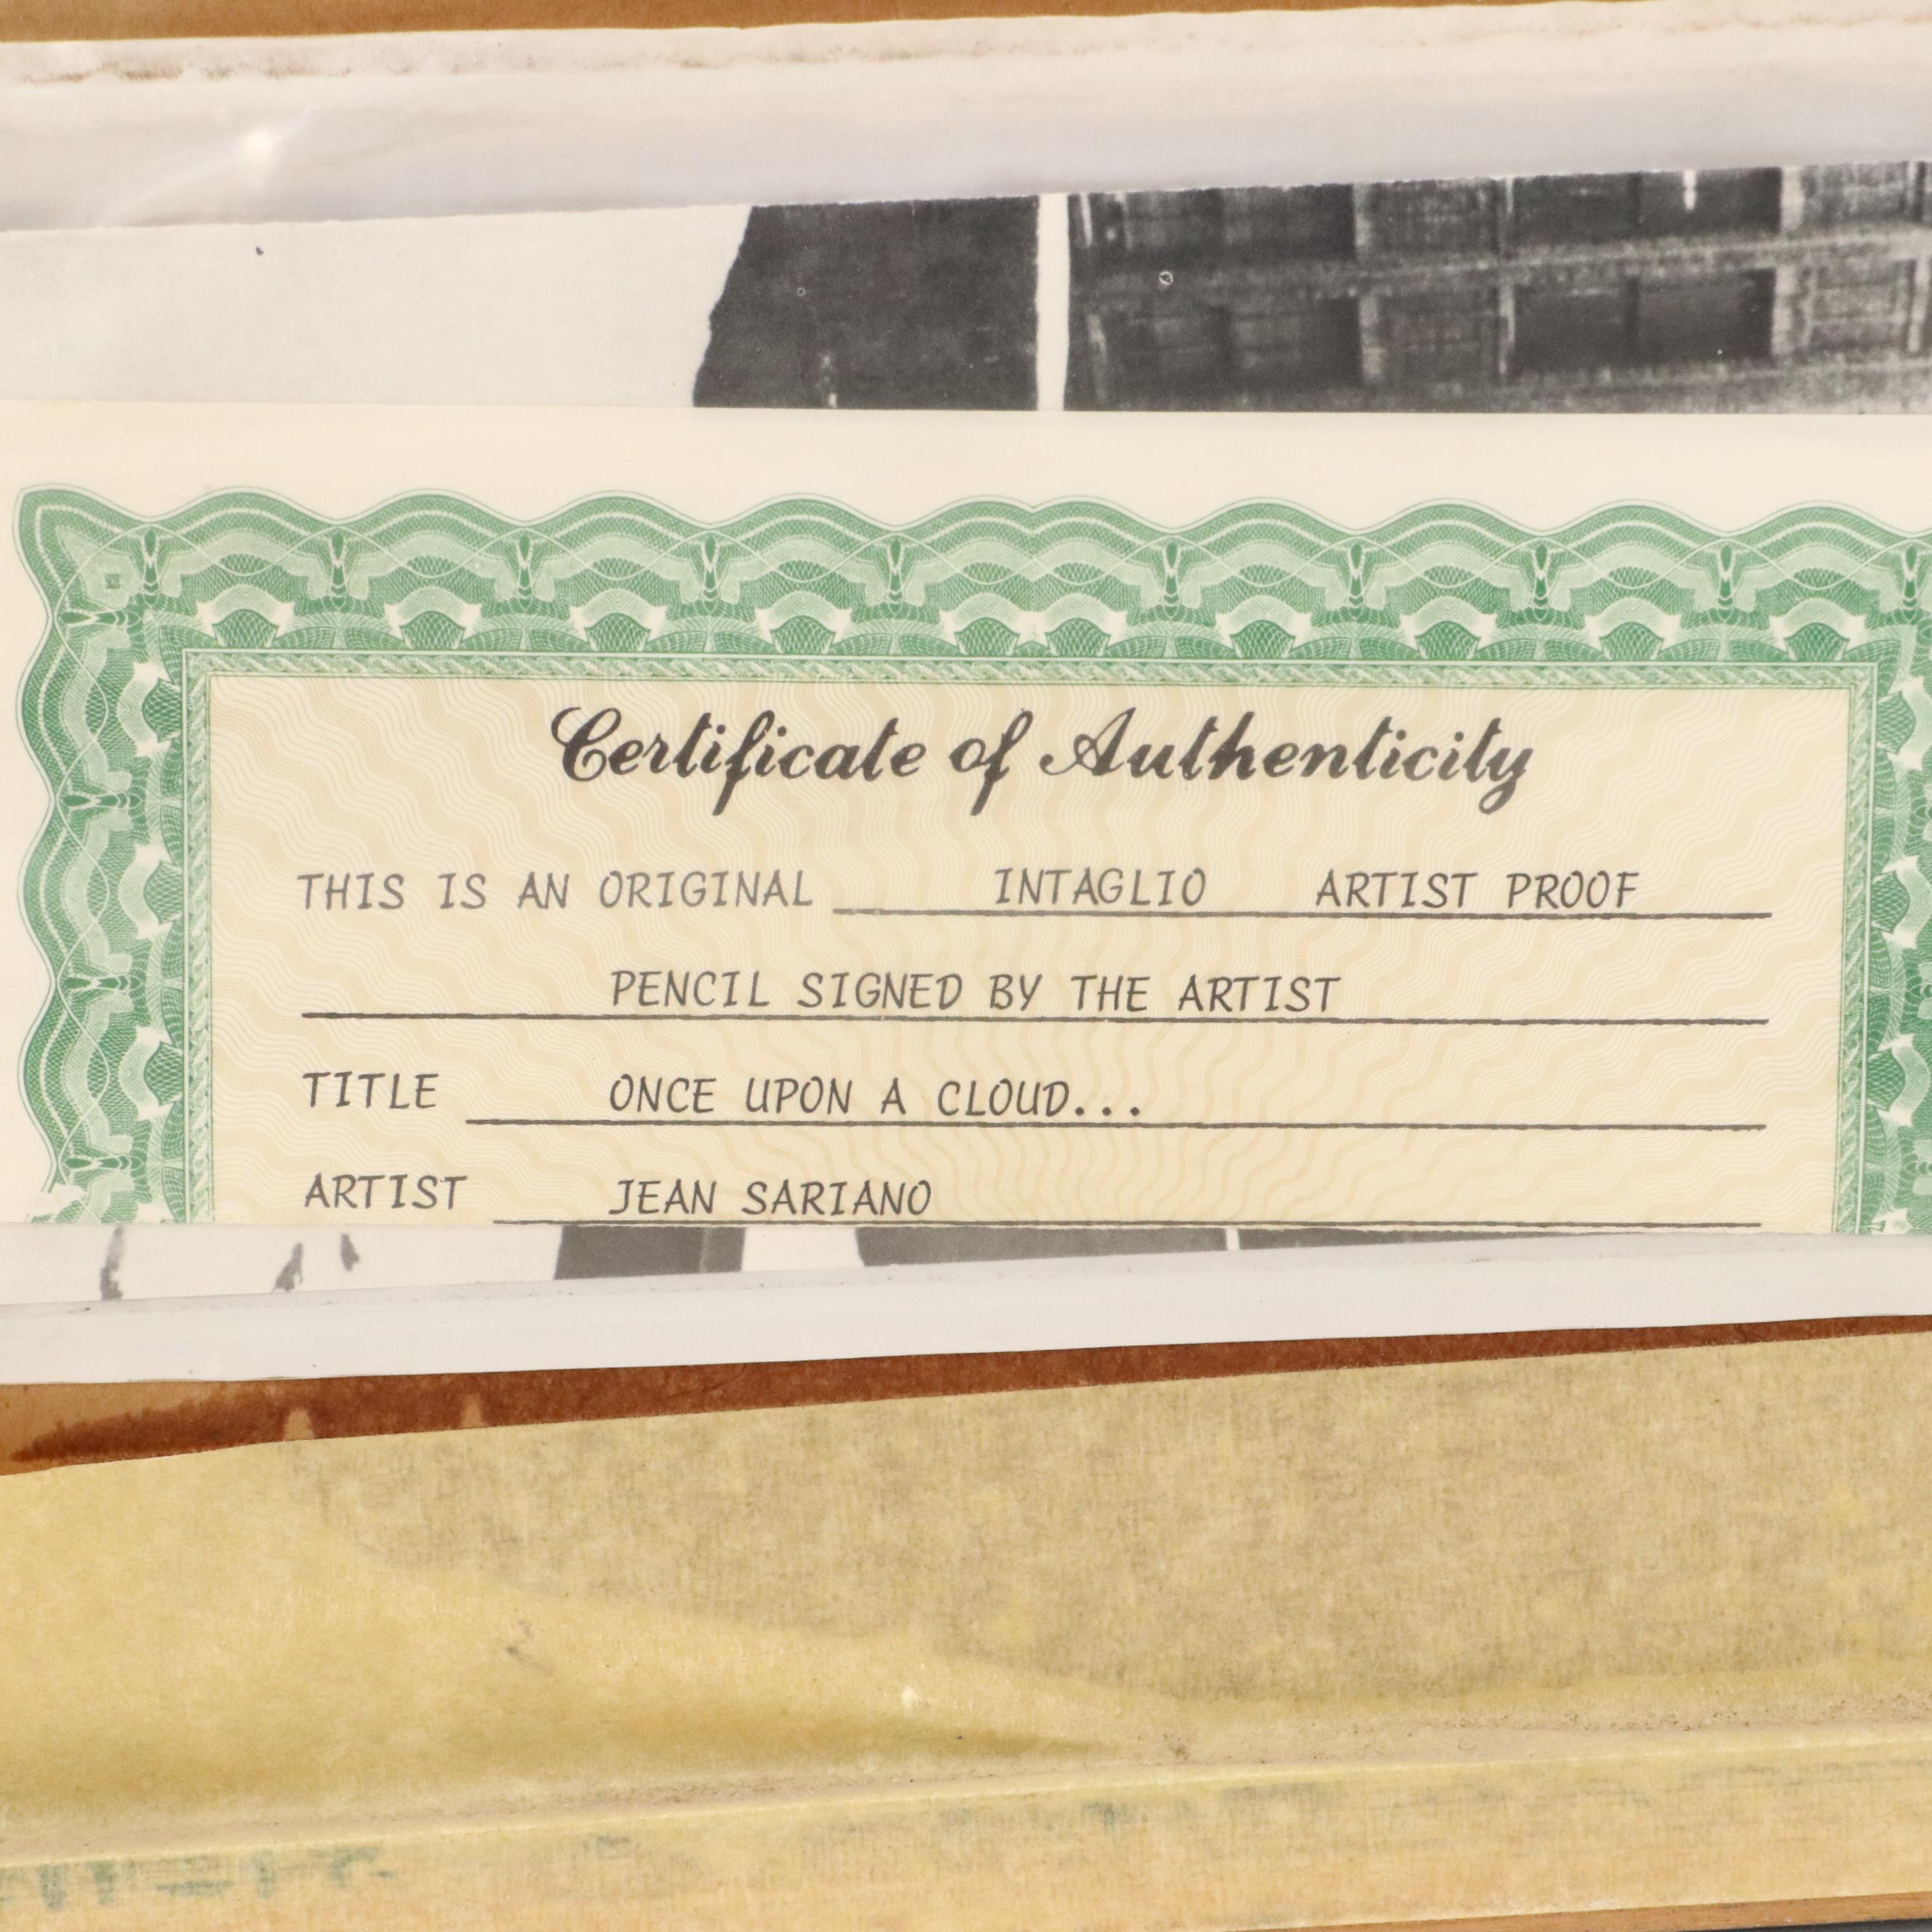 Certificate of Authenticity
THIS IS AN ORIGINAL INTAGLIO ARTIST PROOF
PENCIL SIGNED BY THE ARTIST
TITLE ONCE UPON A CLOUD...
ARTIST JEAN SARIANO